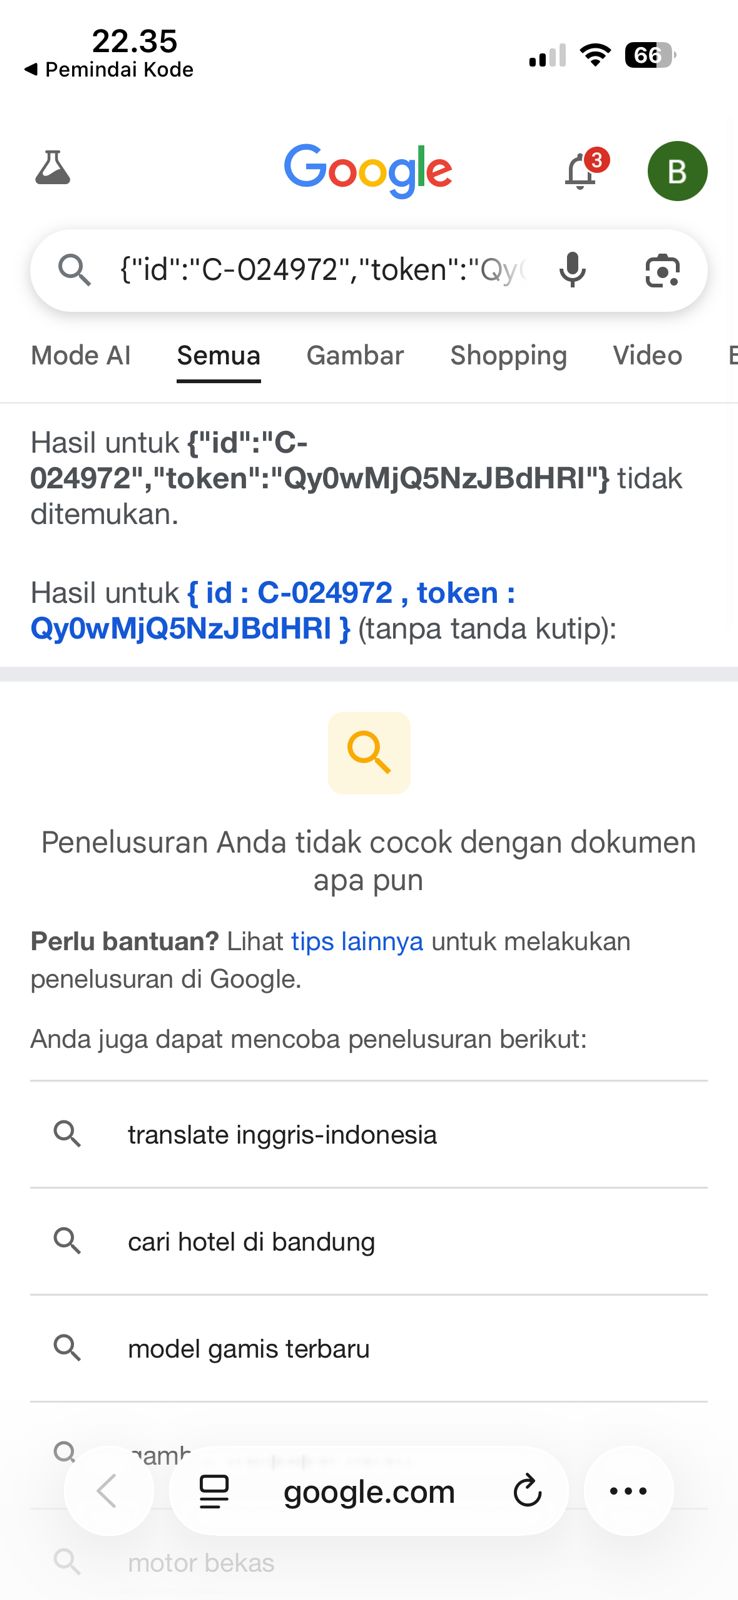 22.35
66
◀ Pemindai Kode
Google
3
B
{"id":"C-024972","token":"Qy
Mode AI Semua Gambar Shopping Video
Hasil untuk {"id":"C-
024972","token":"Qy0wMjQ5NzJBdHRl"} tidak
ditemukan.
Hasil untuk { id : C-024972 , token :
Qy0wMjQ5NzJBdHRl } (tanpa tanda kutip):
Penelusuran Anda tidak cocok dengan dokumen
apa pun
Perlu bantuan? Lihat tips lainnya untuk melakukan
penelusuran di Google.
Anda juga dapat mencoba penelusuran berikut:
translate inggris-indonesia
cari hotel di bandung
model gamis terbaru
google.com
motor bekas